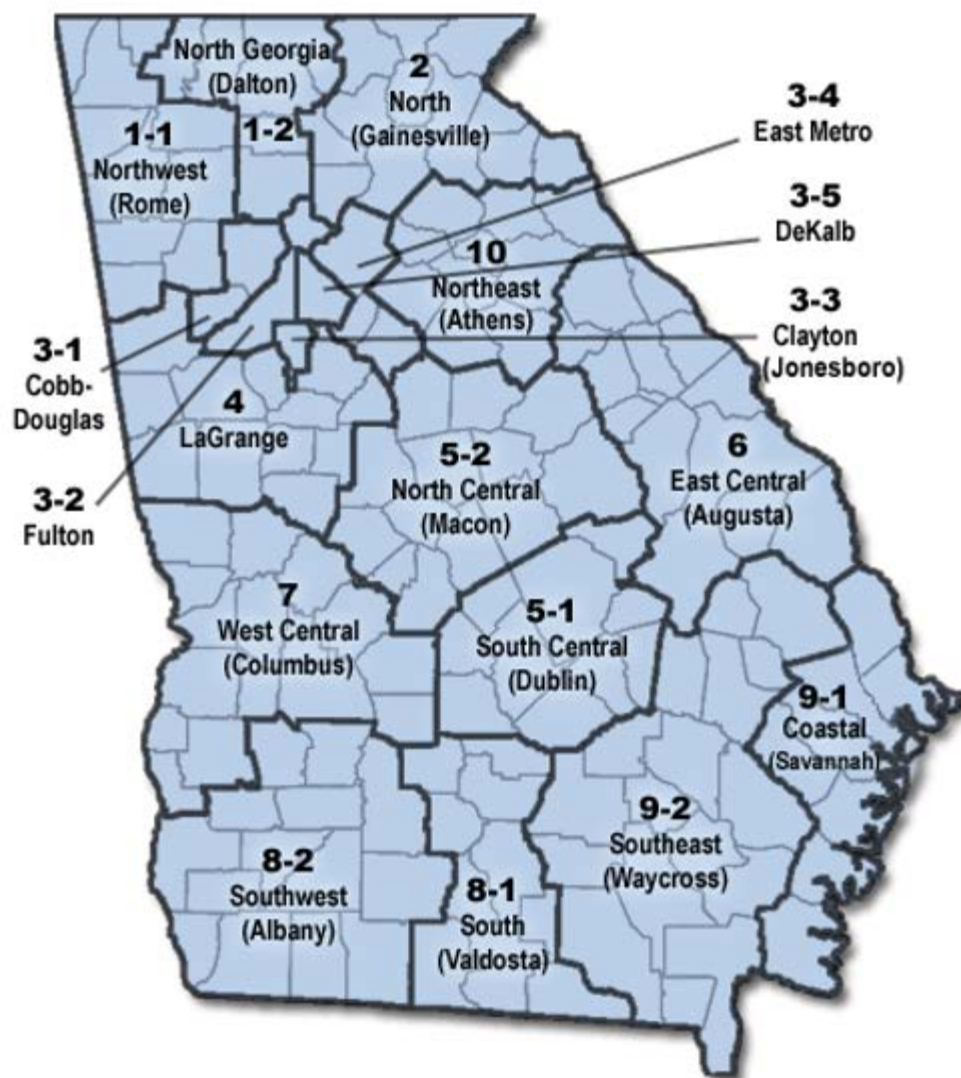 North Georgia
(Dalton)
1-2
2
North
(Gainesville)
1-1
Northwest
(Rome)
3-4
East Metro
3-5
DeKalb
10
Northeast
(Athens)
3-3
Clayton
(Jonesboro)
3-1
Cobb-
Douglas
4
LaGrange
3-2
Fulton
5-2
North Central
(Macon)
6
East Central
(Augusta)
7
West Central
(Columbus)
5-1
South Central
(Dublin)
9-1
Coastal
(Savannah)
9-2
Southeast
(Waycross)
8-2
Southwest
(Albany)
8-1
South
(Valdosta)